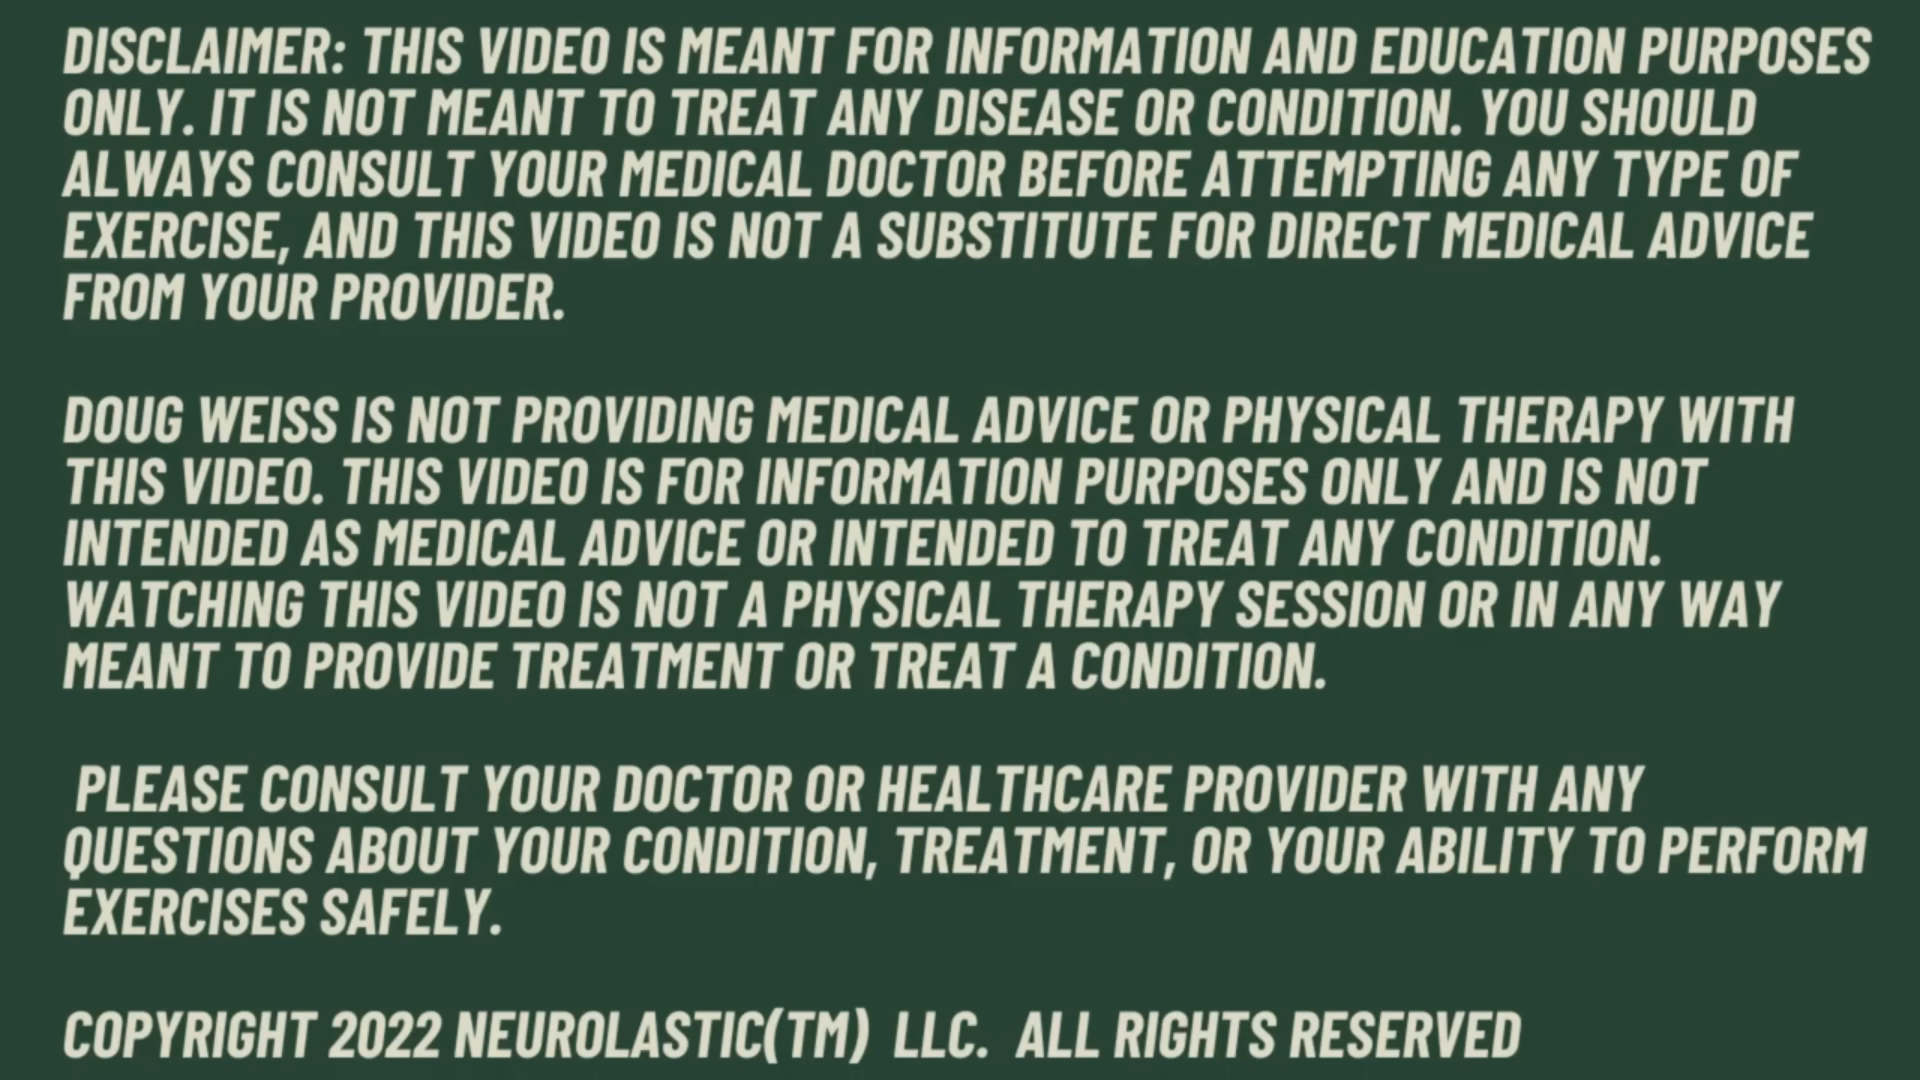 DISCLAIMER: THIS VIDEO IS MEANT FOR INFORMATION AND EDUCATION PURPOSES
ONLY. IT IS NOT MEANT TO TREAT ANY DISEASE OR CONDITION. YOU SHOULD
ALWAYS CONSULT YOUR MEDICAL DOCTOR BEFORE ATTEMPTING ANY TYPE OF
EXERCISE, AND THIS VIDEO IS NOT A SUBSTITUTE FOR DIRECT MEDICAL ADVICE
FROM YOUR PROVIDER.
DOUG WEISS IS NOT PROVIDING MEDICAL ADVICE OR PHYSICAL THERAPY WITH
THIS VIDEO. THIS VIDEO IS FOR INFORMATION PURPOSES ONLY AND IS NOT
INTENDED AS MEDICAL ADVICE OR INTENDED TO TREAT ANY CONDITION.
WATCHING THIS VIDEO IS NOT A PHYSICAL THERAPY SESSION OR IN ANY WAY
MEANT TO PROVIDE TREATMENT OR TREAT A CONDITION.
PLEASE CONSULT YOUR DOCTOR OR HEALTHCARE PROVIDER WITH ANY
QUESTIONS ABOUT YOUR CONDITION, TREATMENT, OR YOUR ABILITY TO PERFORM
EXERCISES SAFELY.
COPYRIGHT 2022 NEUROLASTIC(TM) LLC. ALL RIGHTS RESERVED